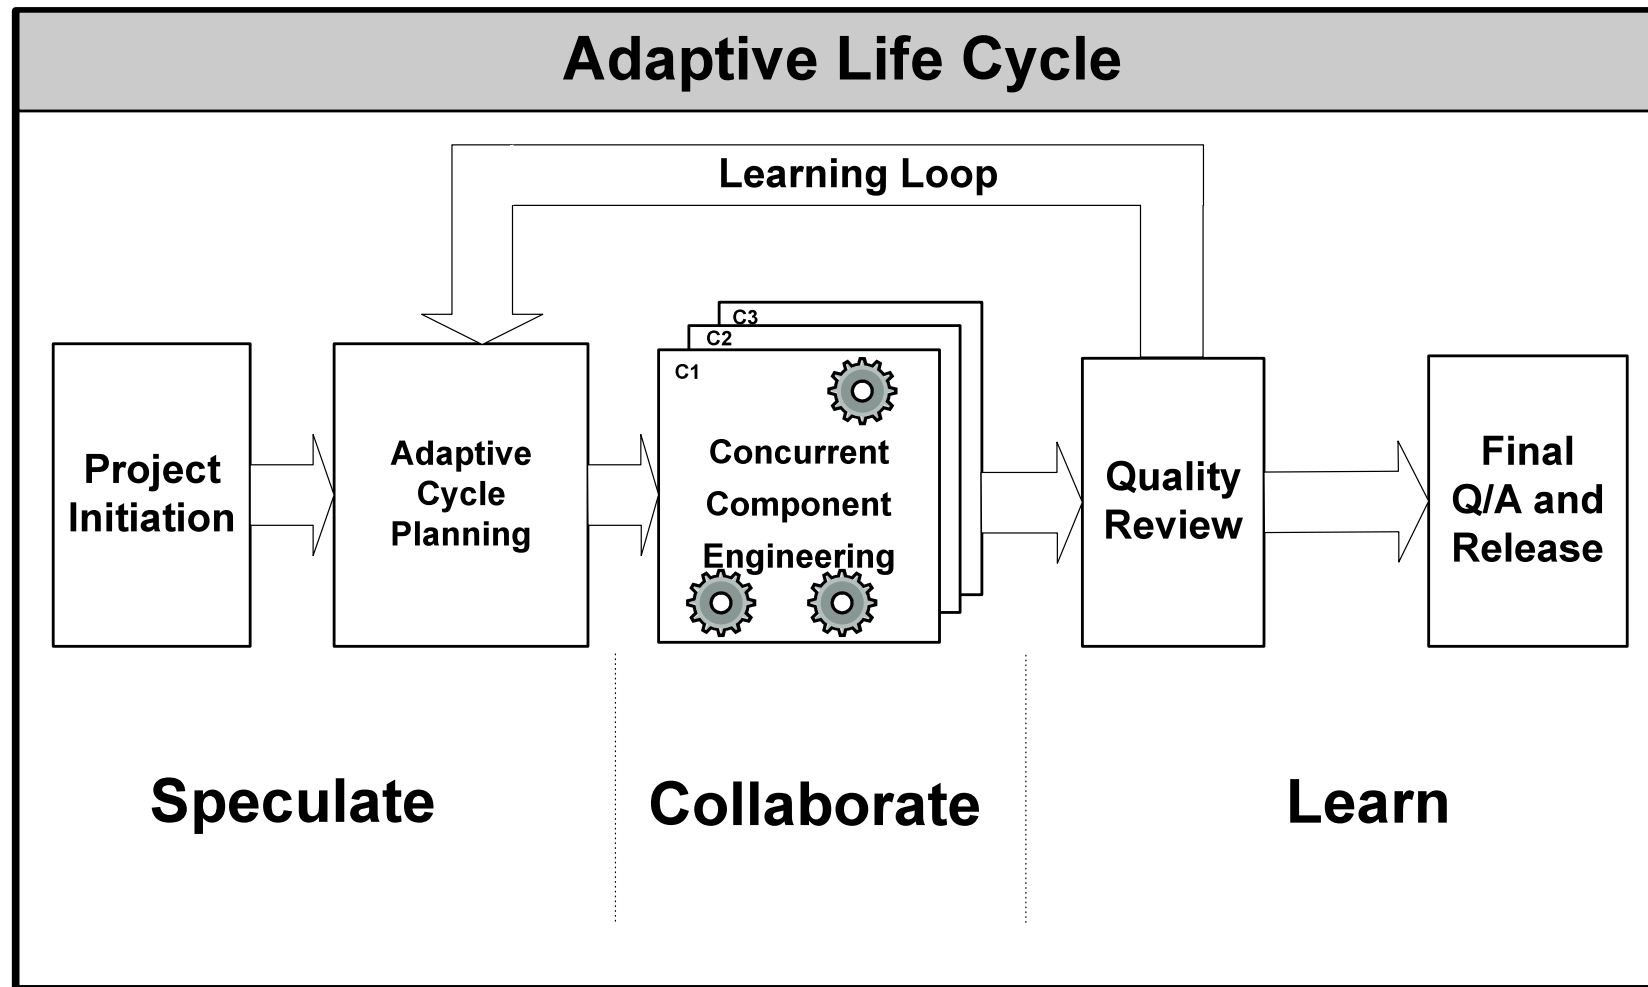 Adaptive Life Cycle
Learning Loop
Project
Initiation
Adaptive
Cycle
Planning
C3
C2
C1
Concurrent
Component
Engineering
Quality
Review
Final
Q/A and
Release
Speculate
Collaborate
Learn